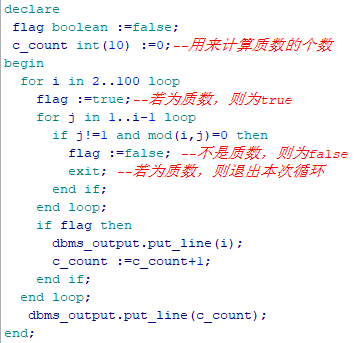 declare
 flag boolean :=false;
 c_count int(10) :=0;--用来计算质数的个数
begin
  for i in 2..100 loop
    flag :=true;--若为质数，则为true
    for j in 1..i-1 loop
      if j!=1 and mod(i,j)=0 then
        flag :=false; --不是质数，则为false
        exit; --若为质数，则退出本次循环
      end if;
    end loop;
    if flag then
      dbms_output.put_line(i);
      c_count :=c_count+1;
    end if;
  end loop;
   dbms_output.put_line(c_count);
end;